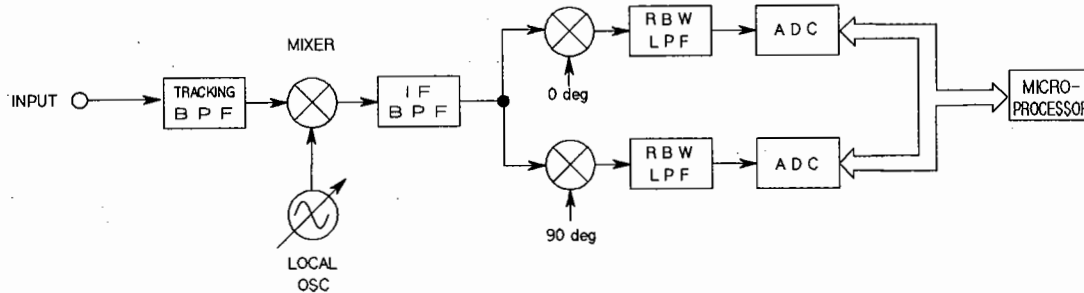 INPUT
TRACKING
BPF
MIXER
LOCAL
OSC
IF
BPF
0 deg
90 deg
RBW
LPF
ADC
RBW
LPF
ADC
MICRO-
PROCESSOR